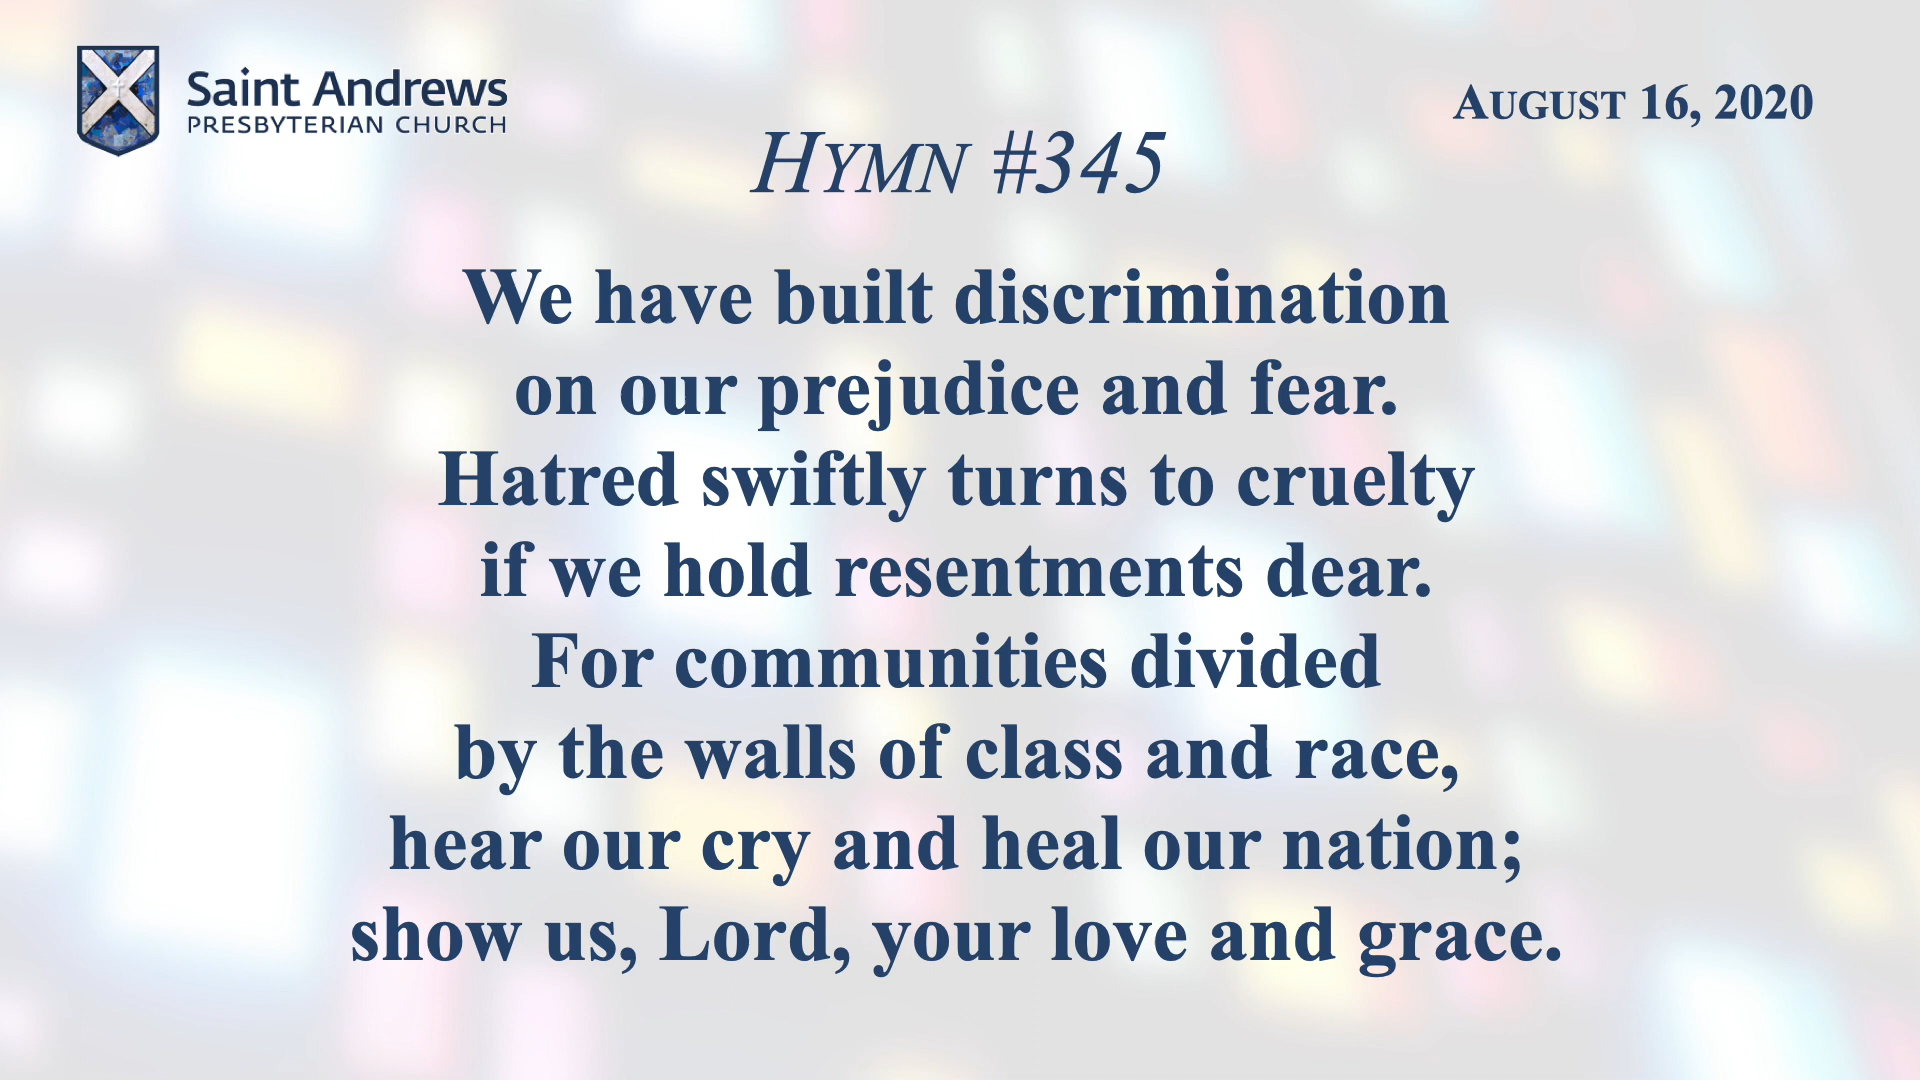 Saint Andrews
PRESBYTERIAN CHURCH
AUGUST 16, 2020
HYMN #345
We have built discrimination
on our prejudice and fear.
Hatred swiftly turns to cruelty
if we hold resentments dear.
For communities divided
by the walls of class and race,
hear our cry and heal our nation;
show us, Lord, your love and grace.